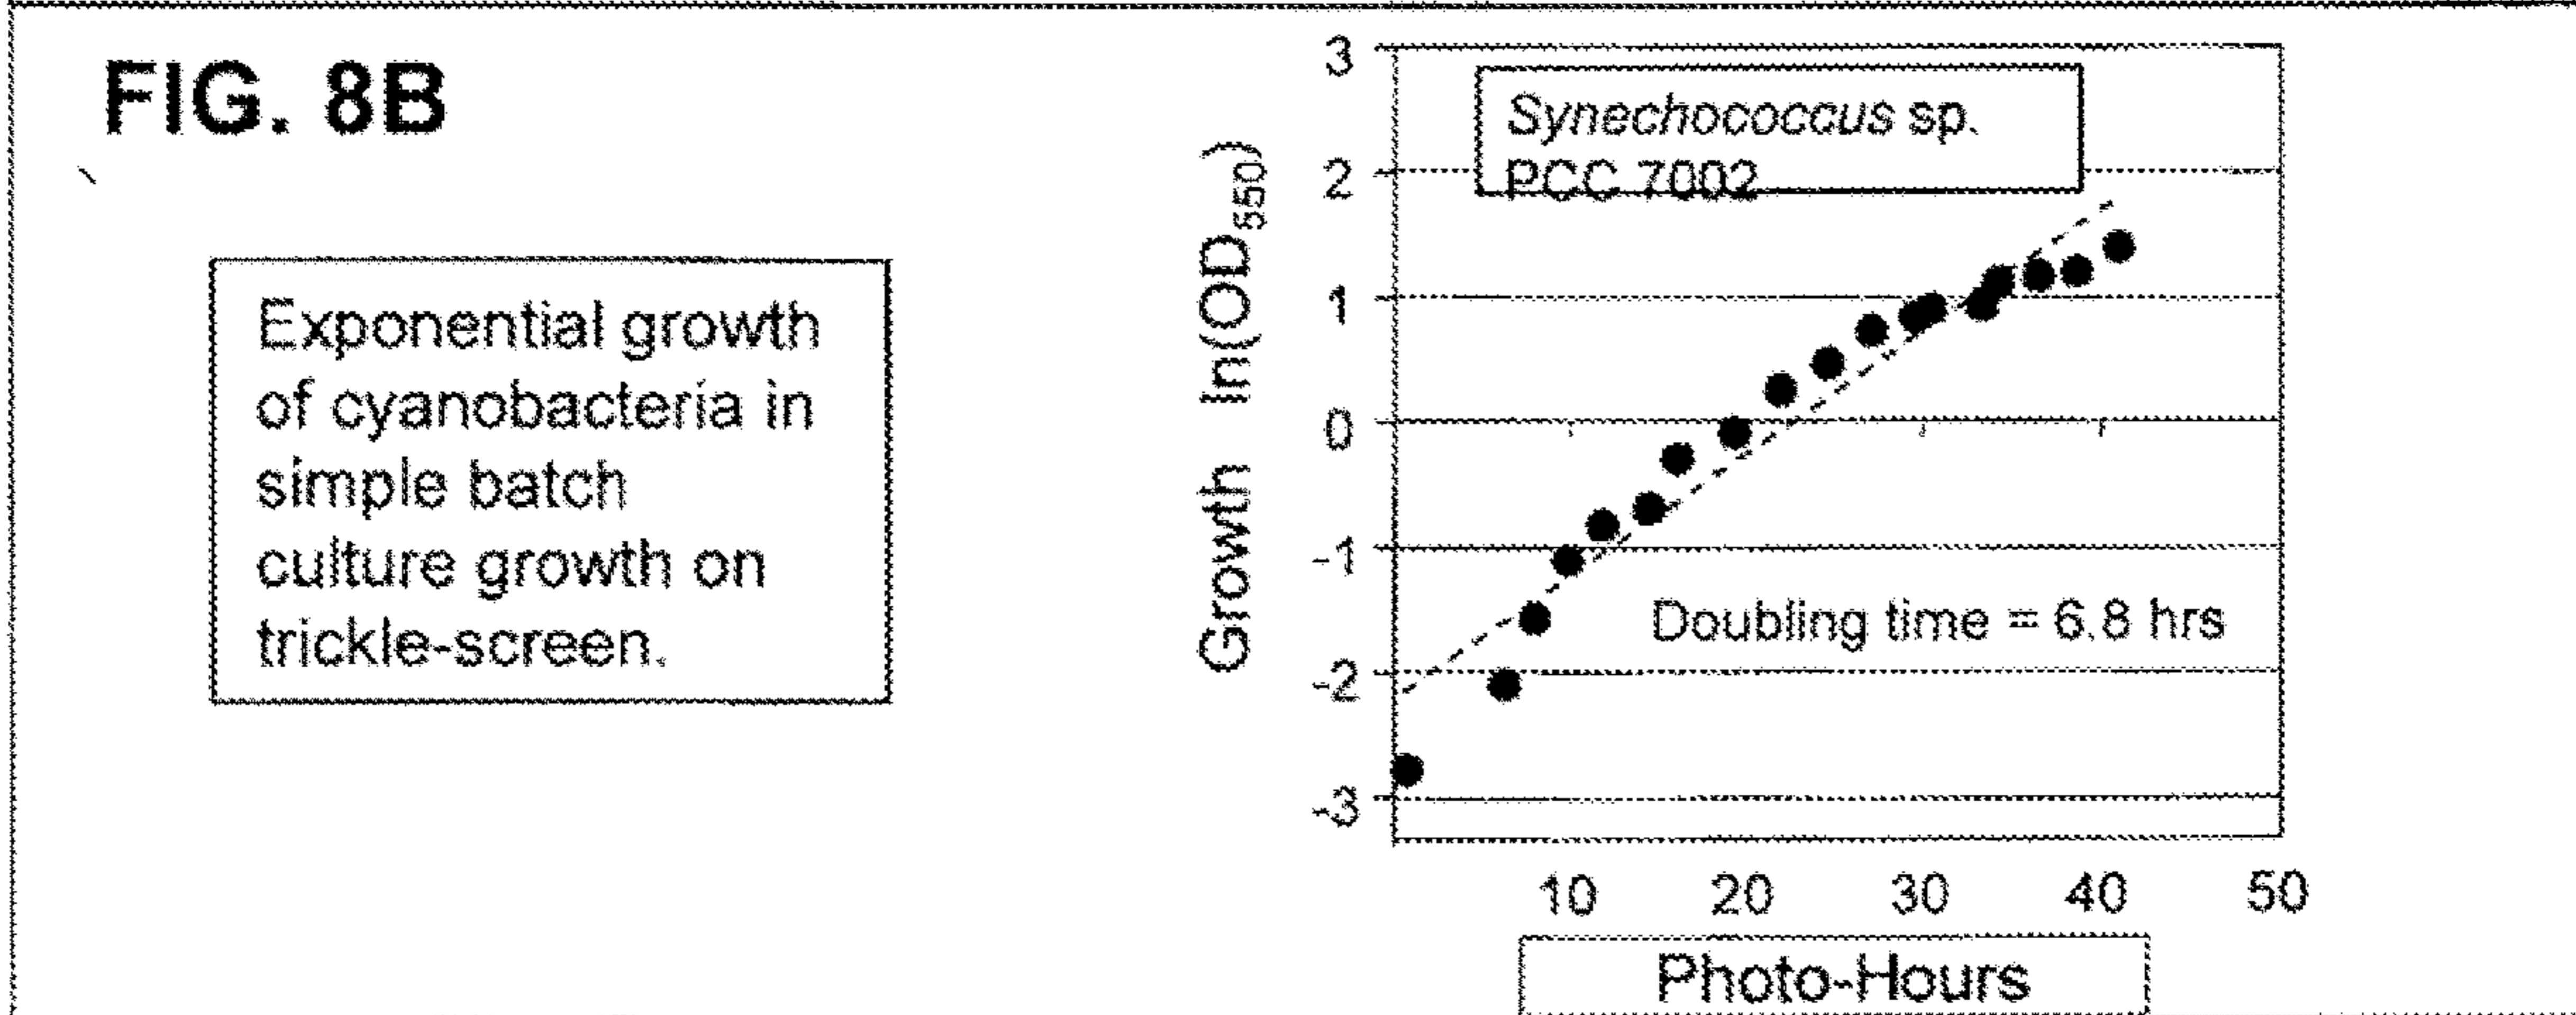 FIG. 8B
Exponential growth
of cyanobacteria in
simple batch
culture growth on
trickle-screen.
Growth ln(OD550)
3
2
1
0
-1
-2
-3
Synechococcus sp.
PCC 7002
Doubling time = 6.8 hrs
10 20 30 40 50
Photo-Hours